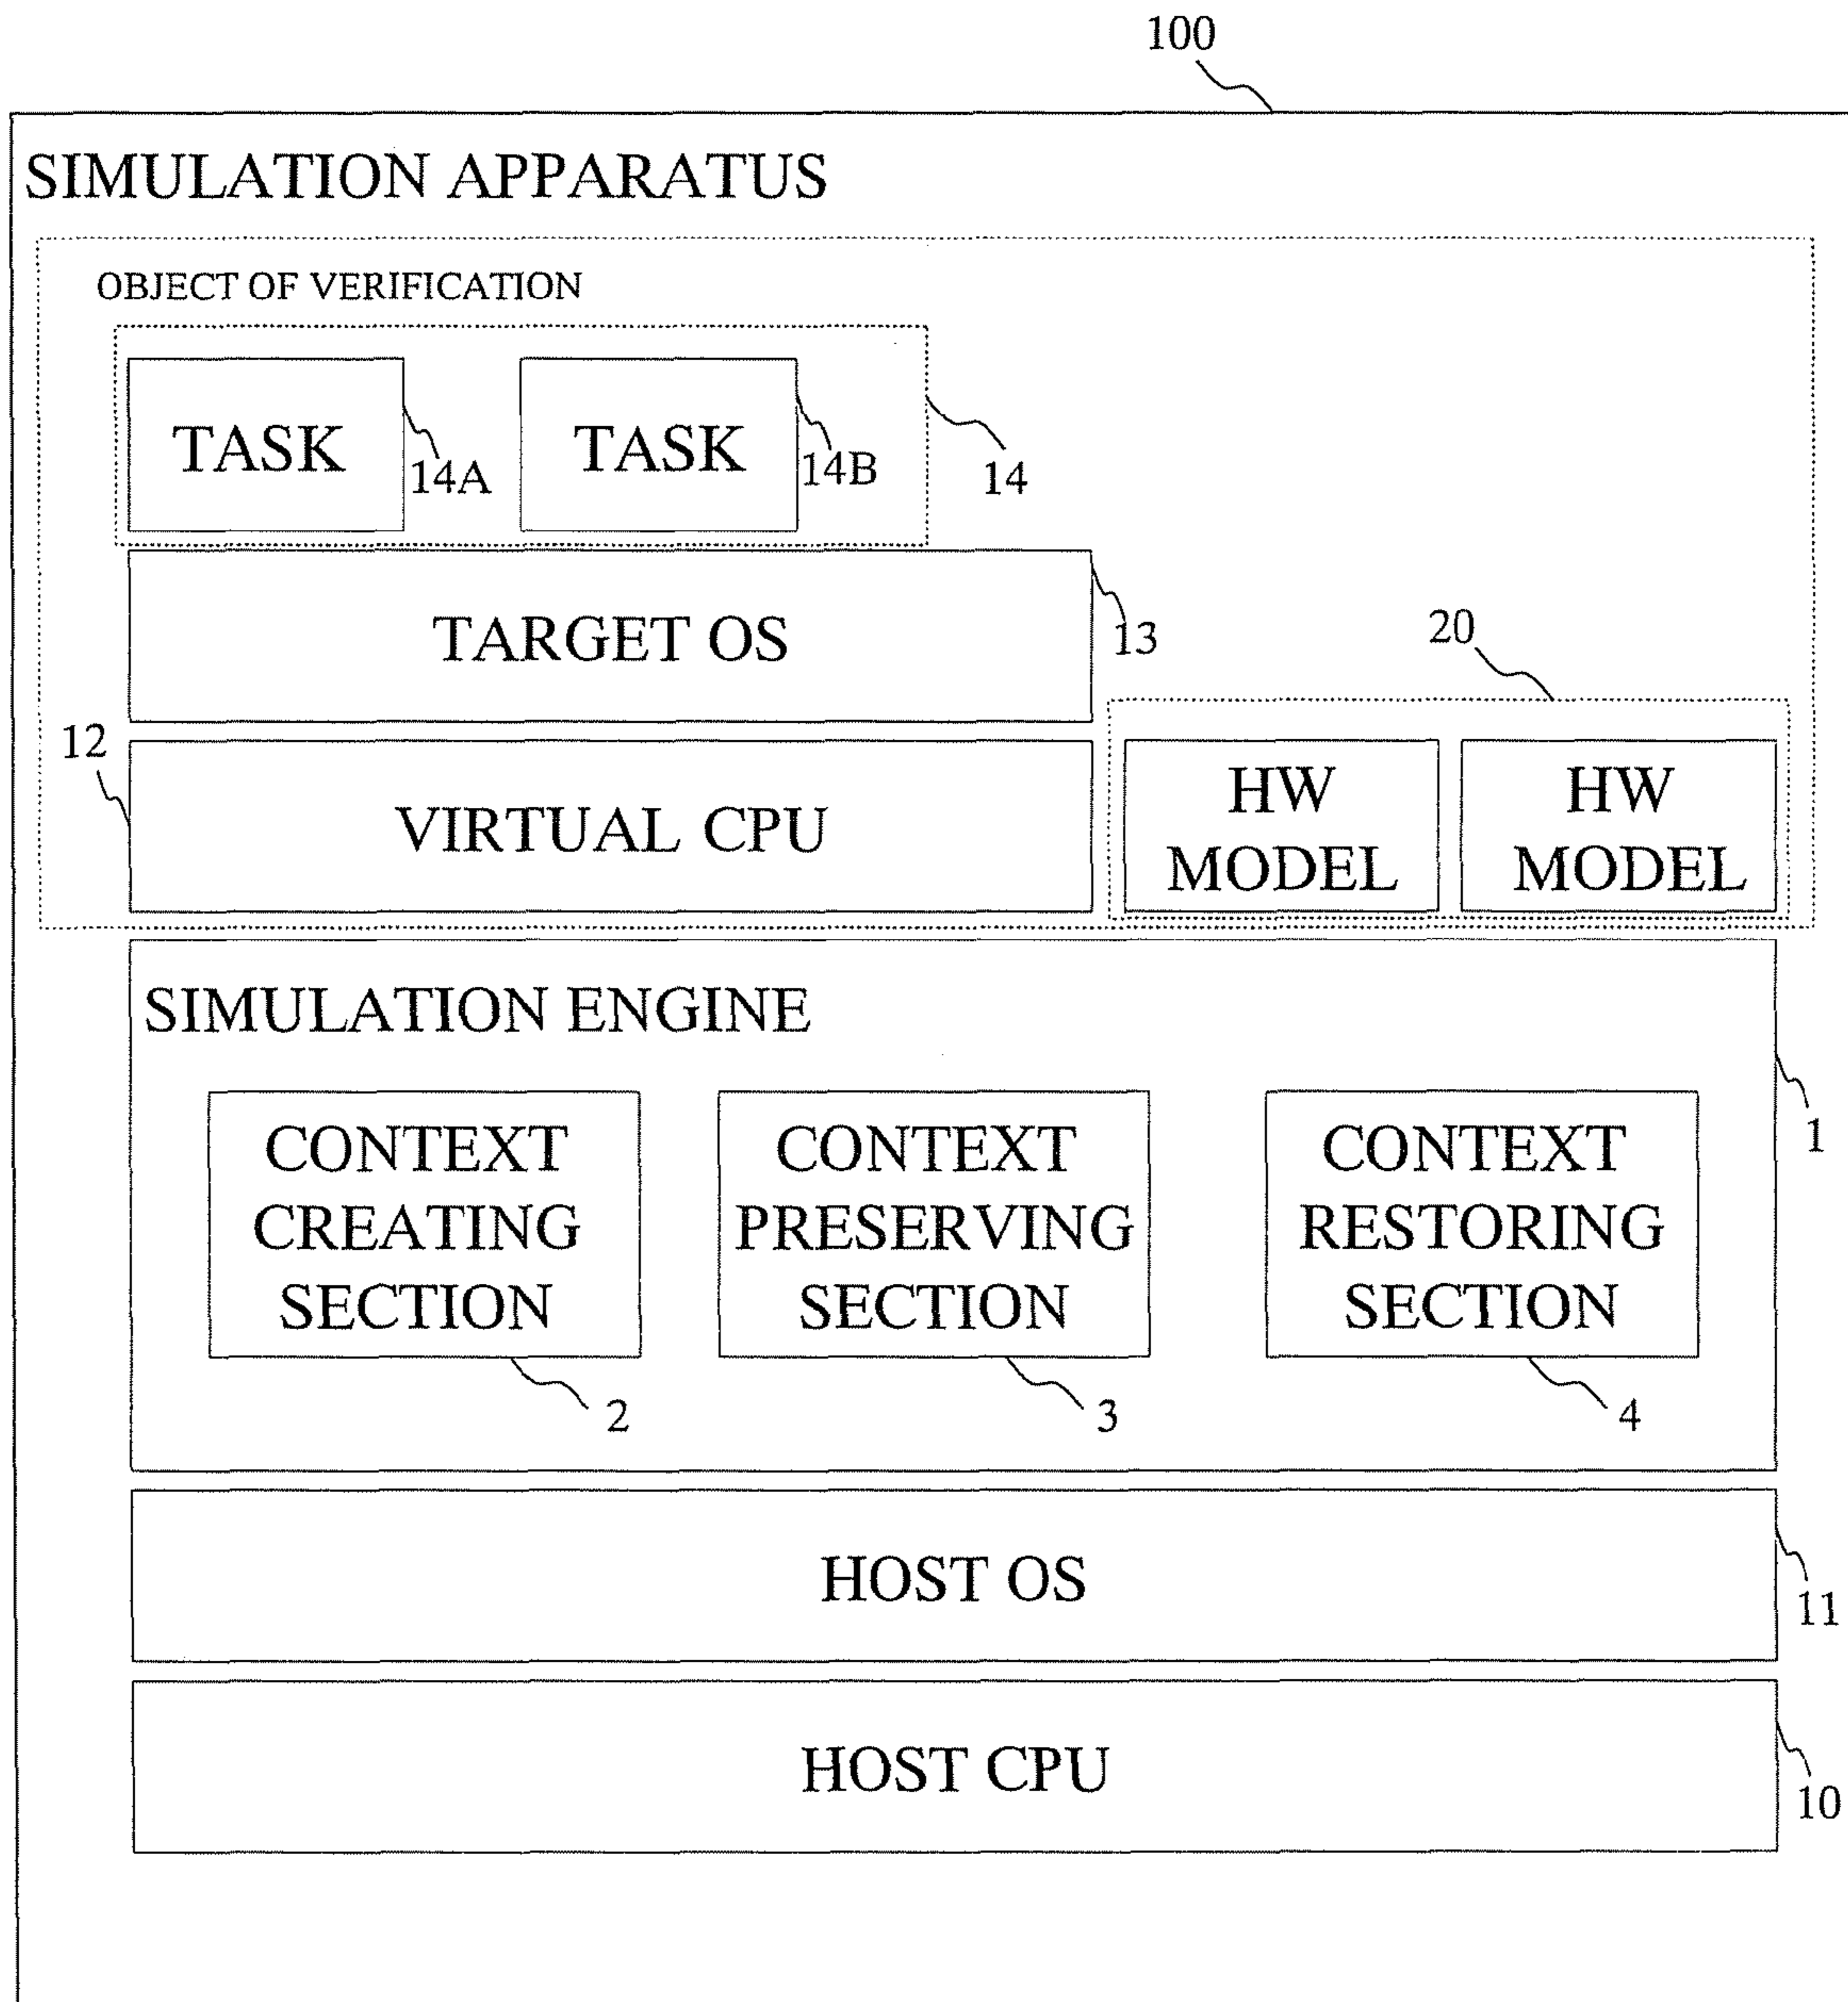 100
SIMULATION APPARATUS
OBJECT OF VERIFICATION
TASK
14A
TASK
14B
14
TARGET OS
13
20
12
VIRTUAL CPU
HW
MODEL
HW
MODEL
SIMULATION ENGINE
1
CONTEXT
CREATING
SECTION
2
CONTEXT
PRESERVING
SECTION
3
CONTEXT
RESTORING
SECTION
4
HOST OS
11
HOST CPU
10